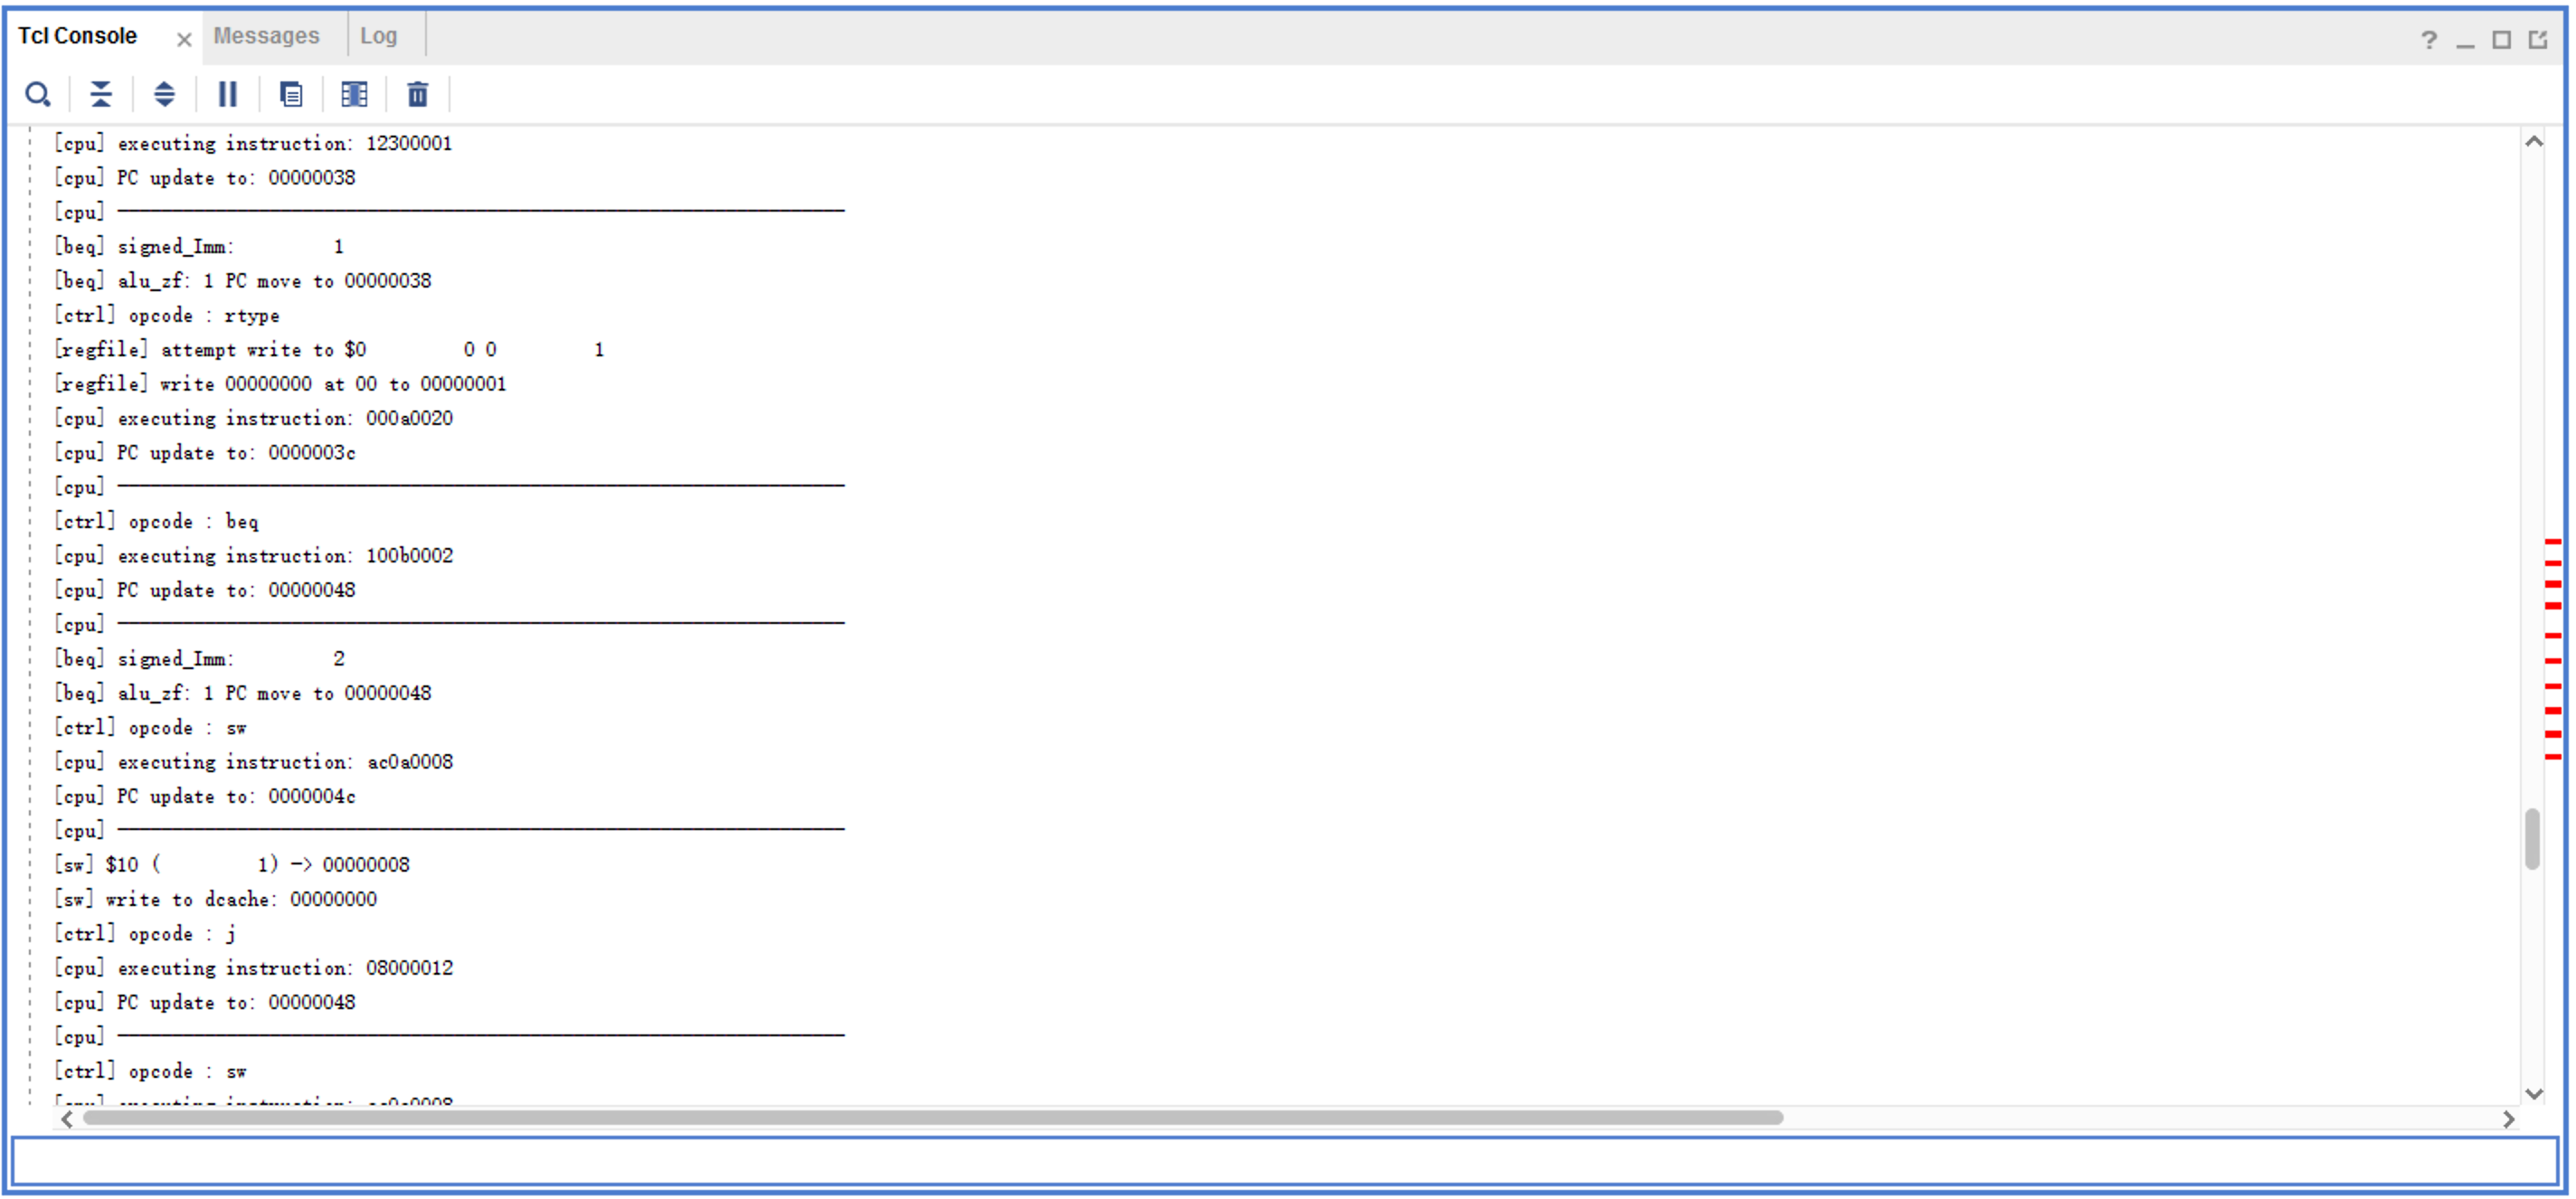 Tcl Console × Messages Log ?
[cpu] executing instruction: 12300001
[cpu] PC update to: 00000038
[cpu] ————————————————————
[beq] signed_Imm: 1
[beq] alu_zf: 1 PC move to 00000038
[ctrl] opcode : rtype
[regfile] attempt write to $0 0 0 1
[regfile] write 00000000 at 00 to 00000001
[cpu] executing instruction: 000a0020
[cpu] PC update to: 0000003c
[cpu] ————————————————————
[ctrl] opcode : beq
[cpu] executing instruction: 100b0002
[cpu] PC update to: 00000048
[cpu] ————————————————————
[beq] signed_Imm: 2
[beq] alu_zf: 1 PC move to 00000048
[ctrl] opcode : sw
[cpu] executing instruction: ac0a0008
[cpu] PC update to: 0000004c
[cpu] ————————————————————
[sw] $10 ( 1) -> 00000008
[sw] write to dcache: 00000000
[ctrl] opcode : j
[cpu] executing instruction: 08000012
[cpu] PC update to: 00000048
[cpu] ————————————————————
[ctrl] opcode : sw
[cpu] executing instruction: ac0a0008